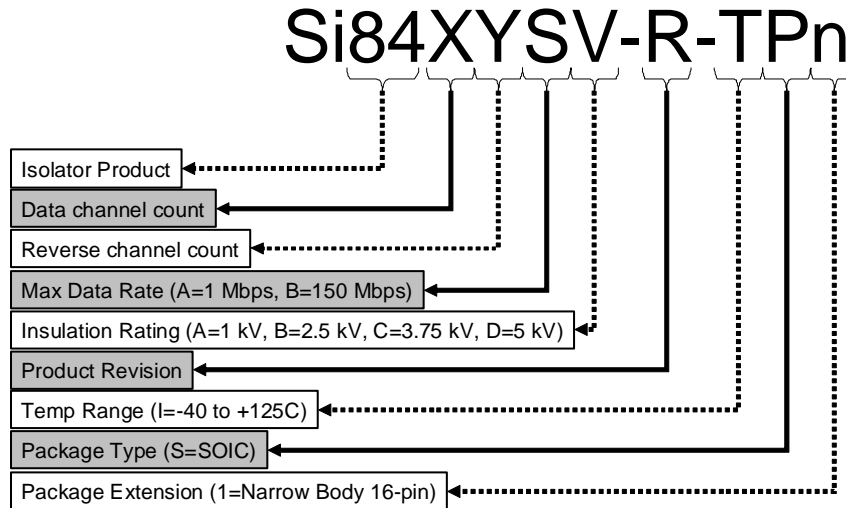 Si84XYSV-R-TPn
Isolator Product
Data channel count
Reverse channel count
Max Data Rate (A=1 Mbps, B=150 Mbps)
Insulation Rating (A=1 kV, B=2.5 kV, C=3.75 kV, D=5 kV)
Product Revision
Temp Range (I=-40 to +125C)
Package Type (S=SOIC)
Package Extension (1=Narrow Body 16-pin)